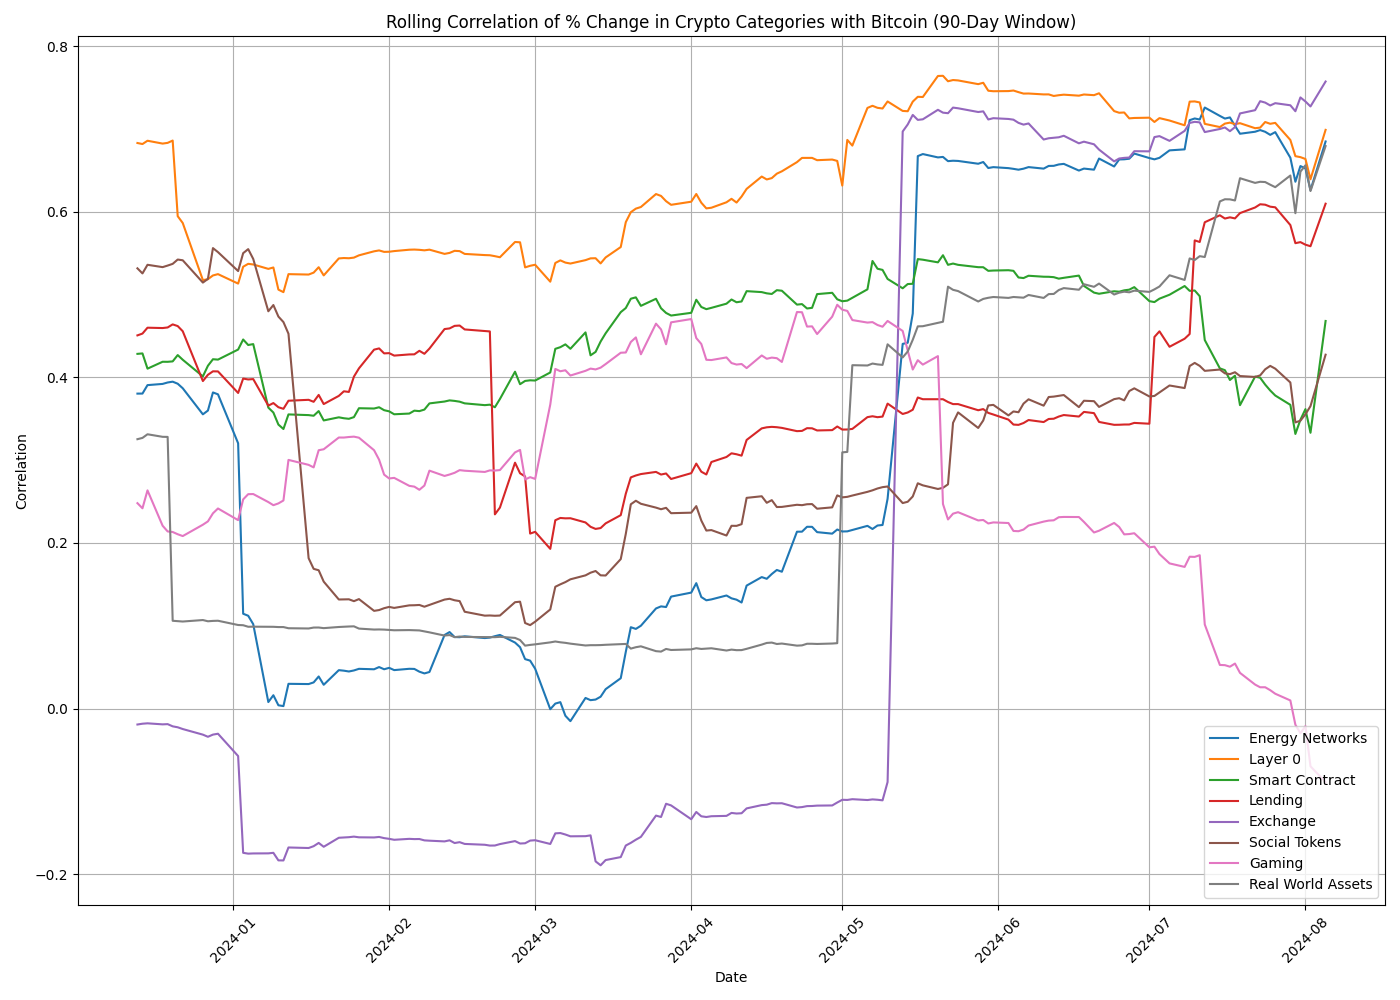 Rolling Correlation of % Change in Crypto Categories with Bitcoin (90-Day Window)
Correlation
0.8
0.6
0.4
0.2
0.0
−0.2
Energy Networks
Layer 0
Smart Contract
Lending
Exchange
Social Tokens
Gaming
Real World Assets
2024-01
2024-02
2024-03
2024-04
2024-05
2024-06
2024-07
2024-08
Date